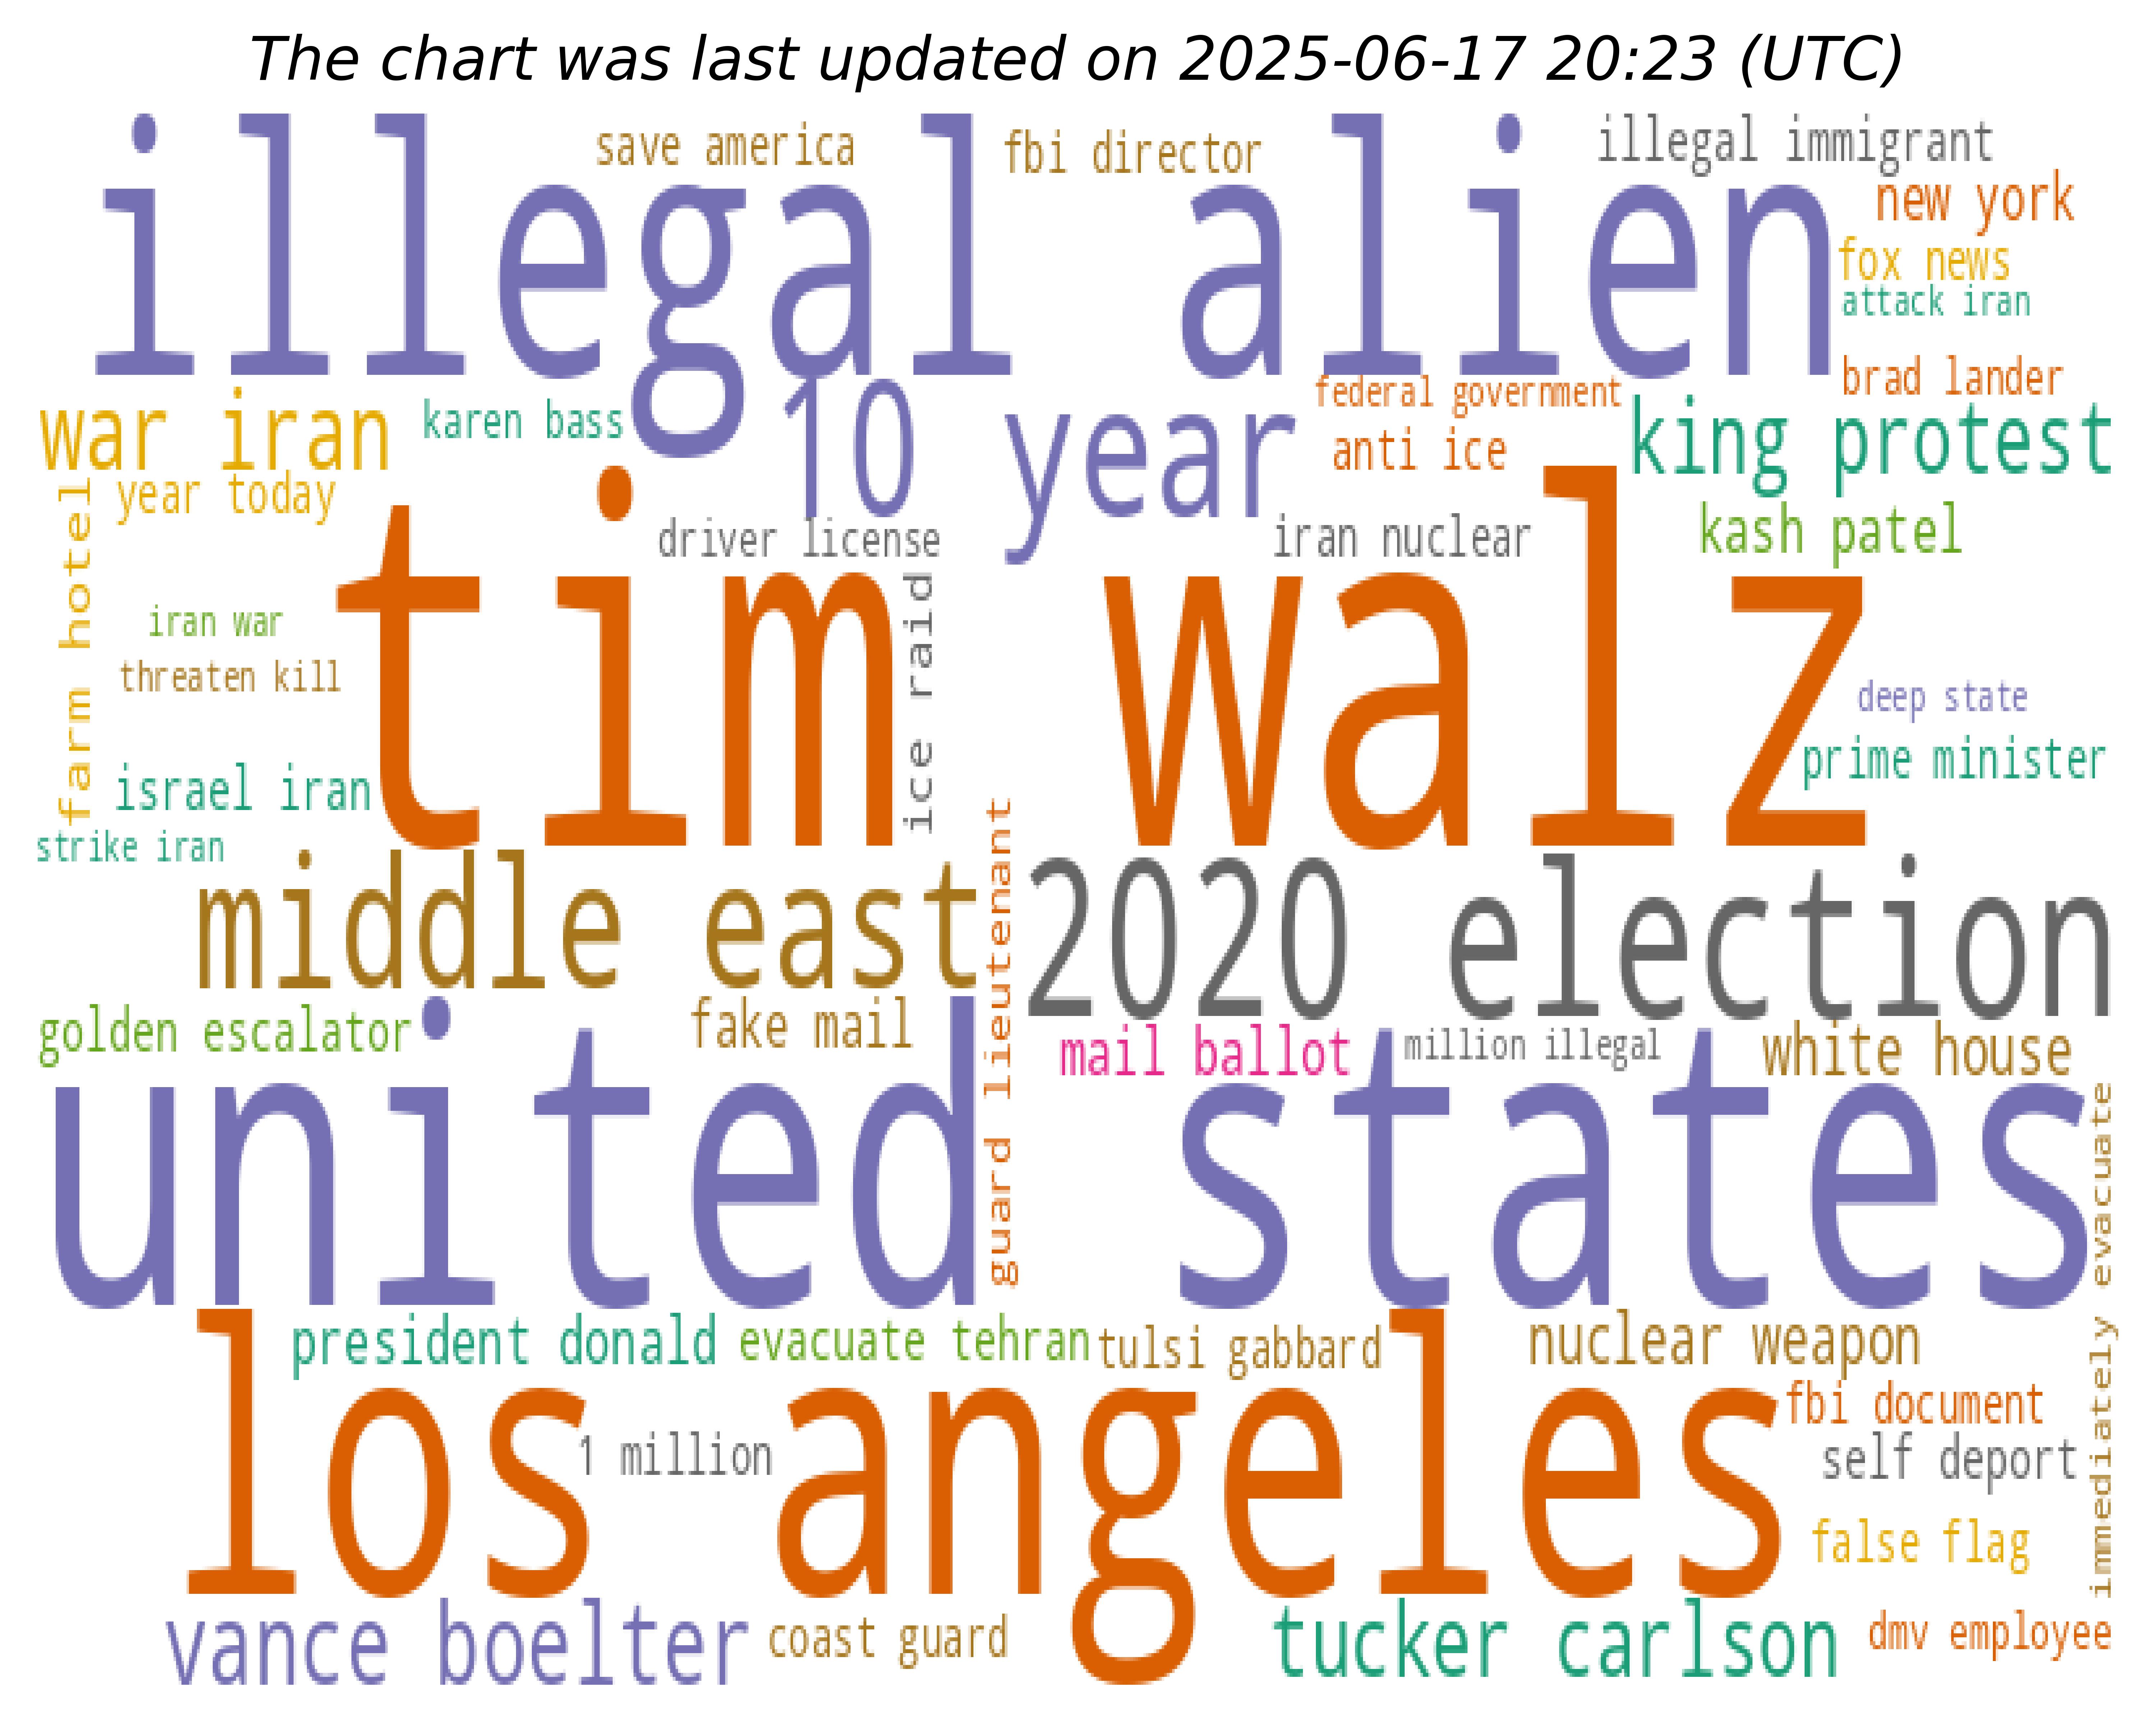 The chart was last updated on 2025-06-17 20:23 (UTC)
illegal alien
save america
fbi director
illegal immigrant
new york
fox news
attack iran
brad lander
federal government
war iran
karen bass
10 year
anti ice
king protest
year today
farm hotel
driver license
iran nuclear
kash patel
tim walz
iran war
threaten kill
ice raid
deep state
prime minister
israel iran
strike iran
middle east
guard lieutenant
2020 election
golden escalator
fake mail
mail ballot
million illegal
white house
united states
immediately evacuate
president donald
evacuate tehran
tulsi gabbard
nuclear weapon
los angeles
fbi document
1 million
self deport
false flag
vance boelter
coast guard
tucker carlson
dmv employee